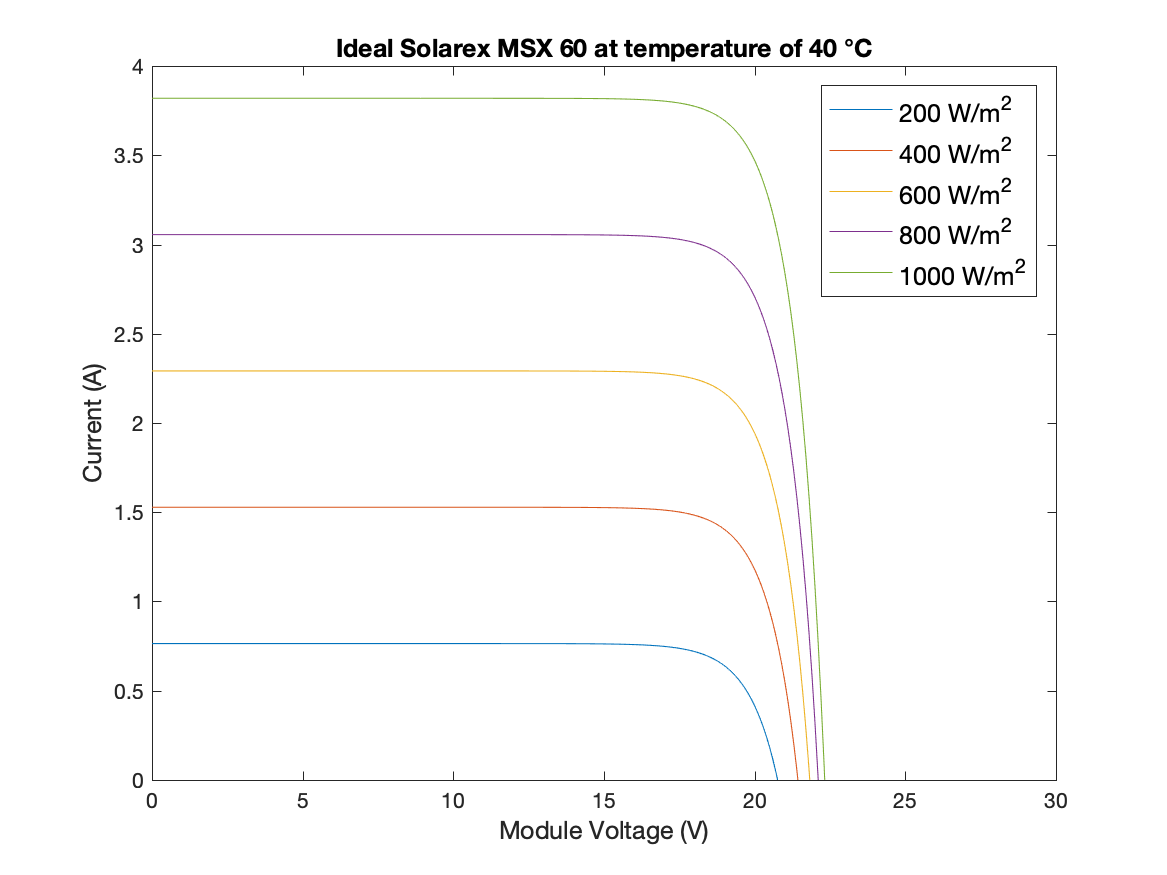 Ideal Solarex MSX 60 at temperature of 40 °C
4
3.5
3
2.5
2
1.5
1
0.5
0
Current (A)
200 W/m²
400 W/m²
600 W/m²
800 W/m²
1000 W/m²
0 5 10 15 20 25 30
Module Voltage (V)